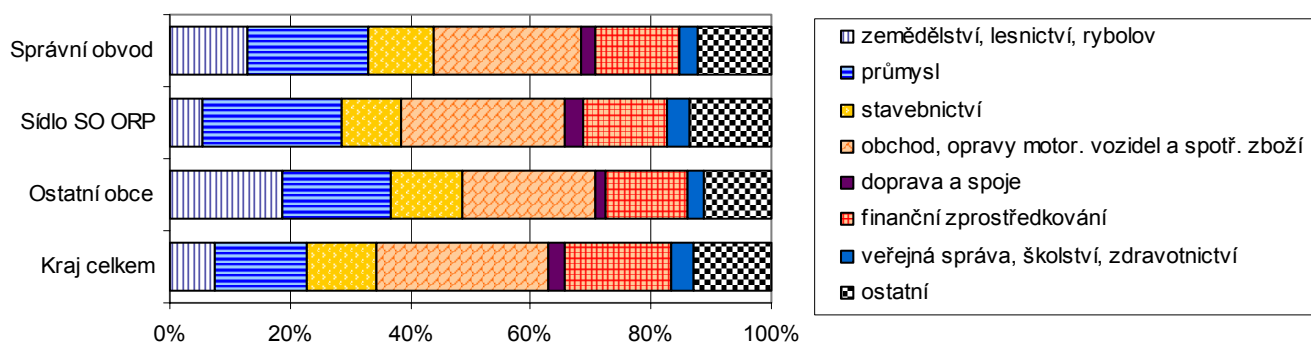 Správní obvod
Sídlo SO ORP
Ostatní obce
Kraj celkem
0% 20% 40% 60% 80% 100%
zemědělství, lesnictví, rybolov
průmysl
stavebnictví
obchod, opravy motor. vozidel a spotř. zboží
doprava a spoje
finanční zprostředkování
veřejná správa, školství, zdravotnictví
ostatní